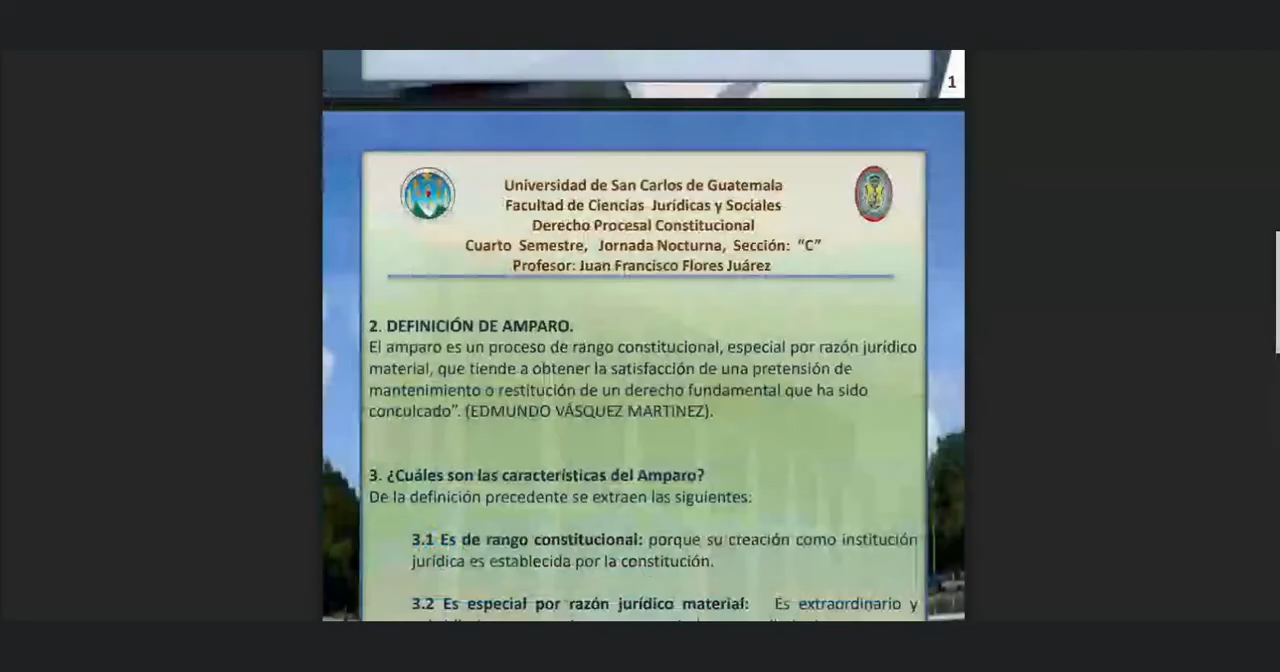 1
Universidad de San Carlos de Guatemala
Facultad de Ciencias Jurídicas y Sociales
Derecho Procesal Constitucional
Cuarto Semestre, Jornada Nocturna, Sección: “C”
Profesor: Juan Francisco Flores Juárez
2. DEFINICIÓN DE AMPARO.
El amparo es un proceso de rango constitucional, especial por razón jurídico
material, que tiende a obtener la satisfacción de una pretensión de
mantenimiento o restitución de un derecho fundamental que ha sido
conculcado”. (EDMUNDO VÁSQUEZ MARTINEZ).
3. ¿Cuáles son las características del Amparo?
De la definición precedente se extraen las siguientes:
3.1 Es de rango constitucional: porque su creación como institución
jurídica es establecida por la constitución.
3.2 Es especial por razón jurídico material: Es extraordinario y